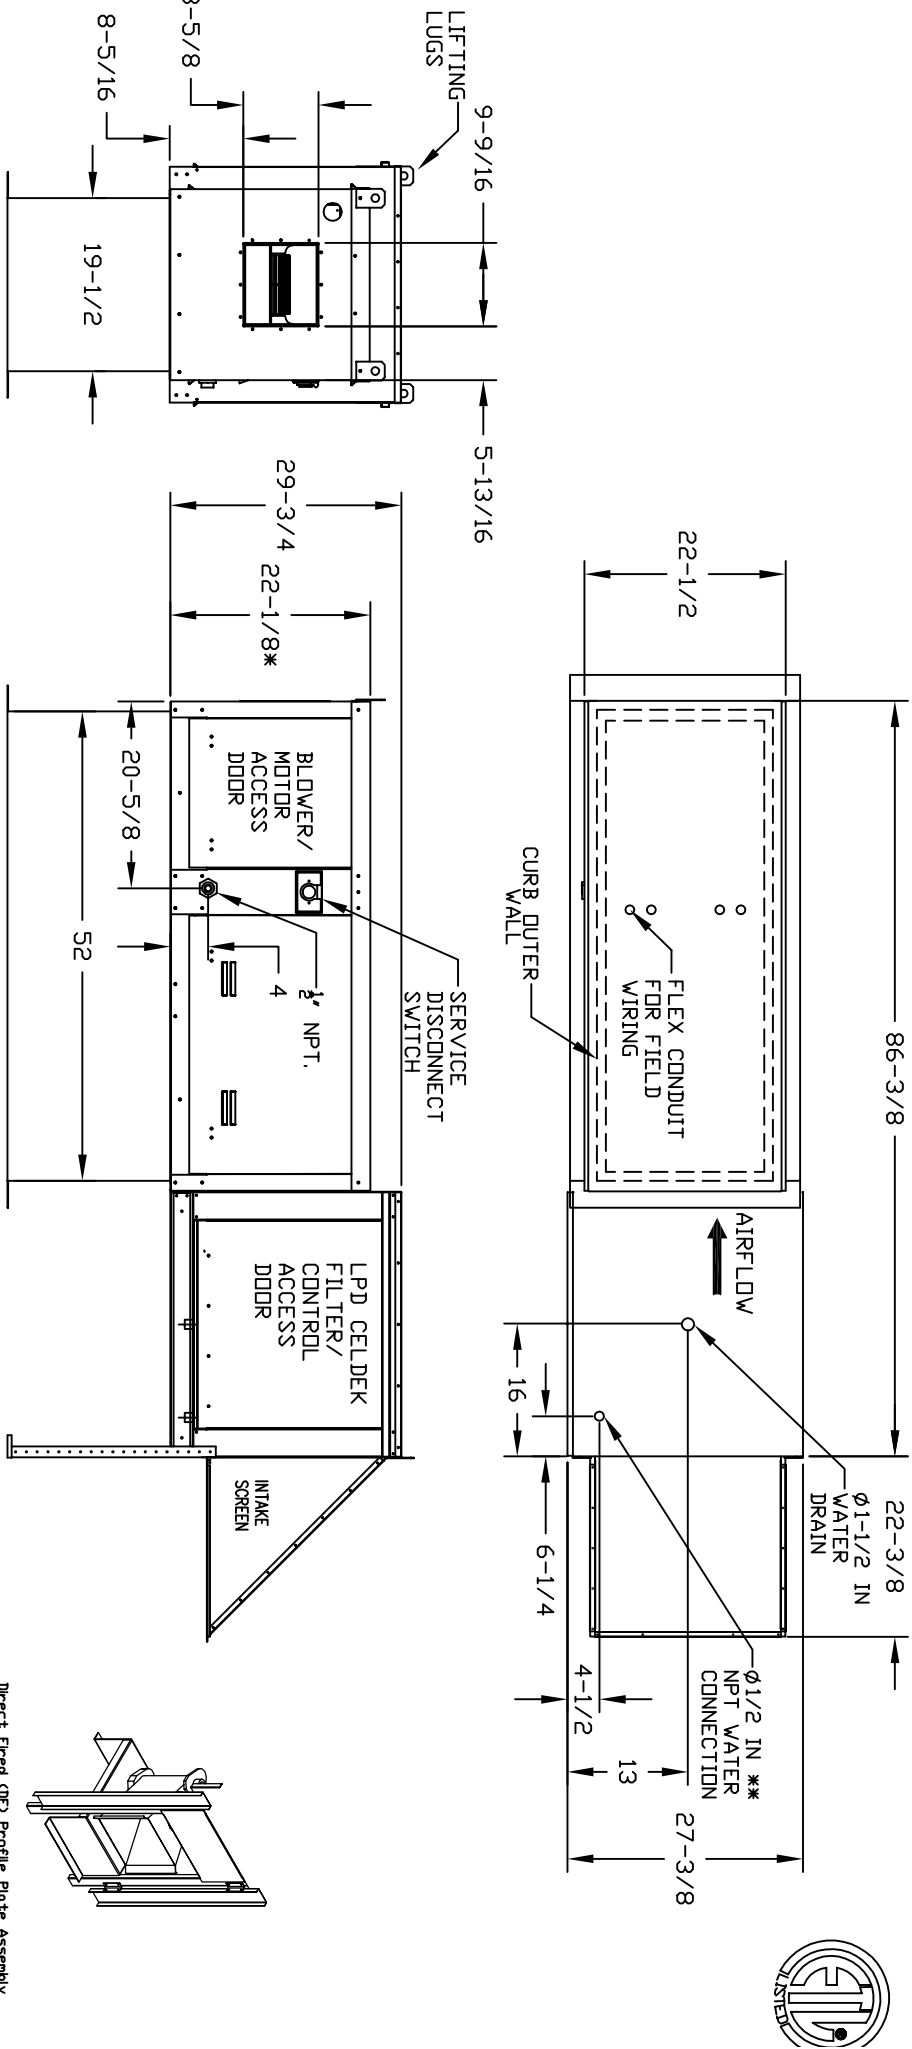 86-3/8
22-3/8
22-1/2
AIRFLOW
Ø1-1/2 IN
WATER
DRAIN
FLEX CONDUIT
FOR FIELD
WIRING
CURB OUTER
WALL
16
6-1/4
4-1/2
13
27-3/8
Ø1/2 IN **
NPT WATER
CONNECTION
LISTED
LIFTING
LUGS
9-9/16
5-13/16
8-5/16
19-1/2
29-3/4
22-1/8*
SERVICE
DISCONNECT
SWITCH
BLOWER/
MOTOR
ACCESS
DOOR
20-5/8
4
NPT.
52
LPD CELDEK
FILTER/
CONTROL
ACCESS
DOOR
INTAKE
SCREEN
Direct Fired (DF) Profile Plate Assembly